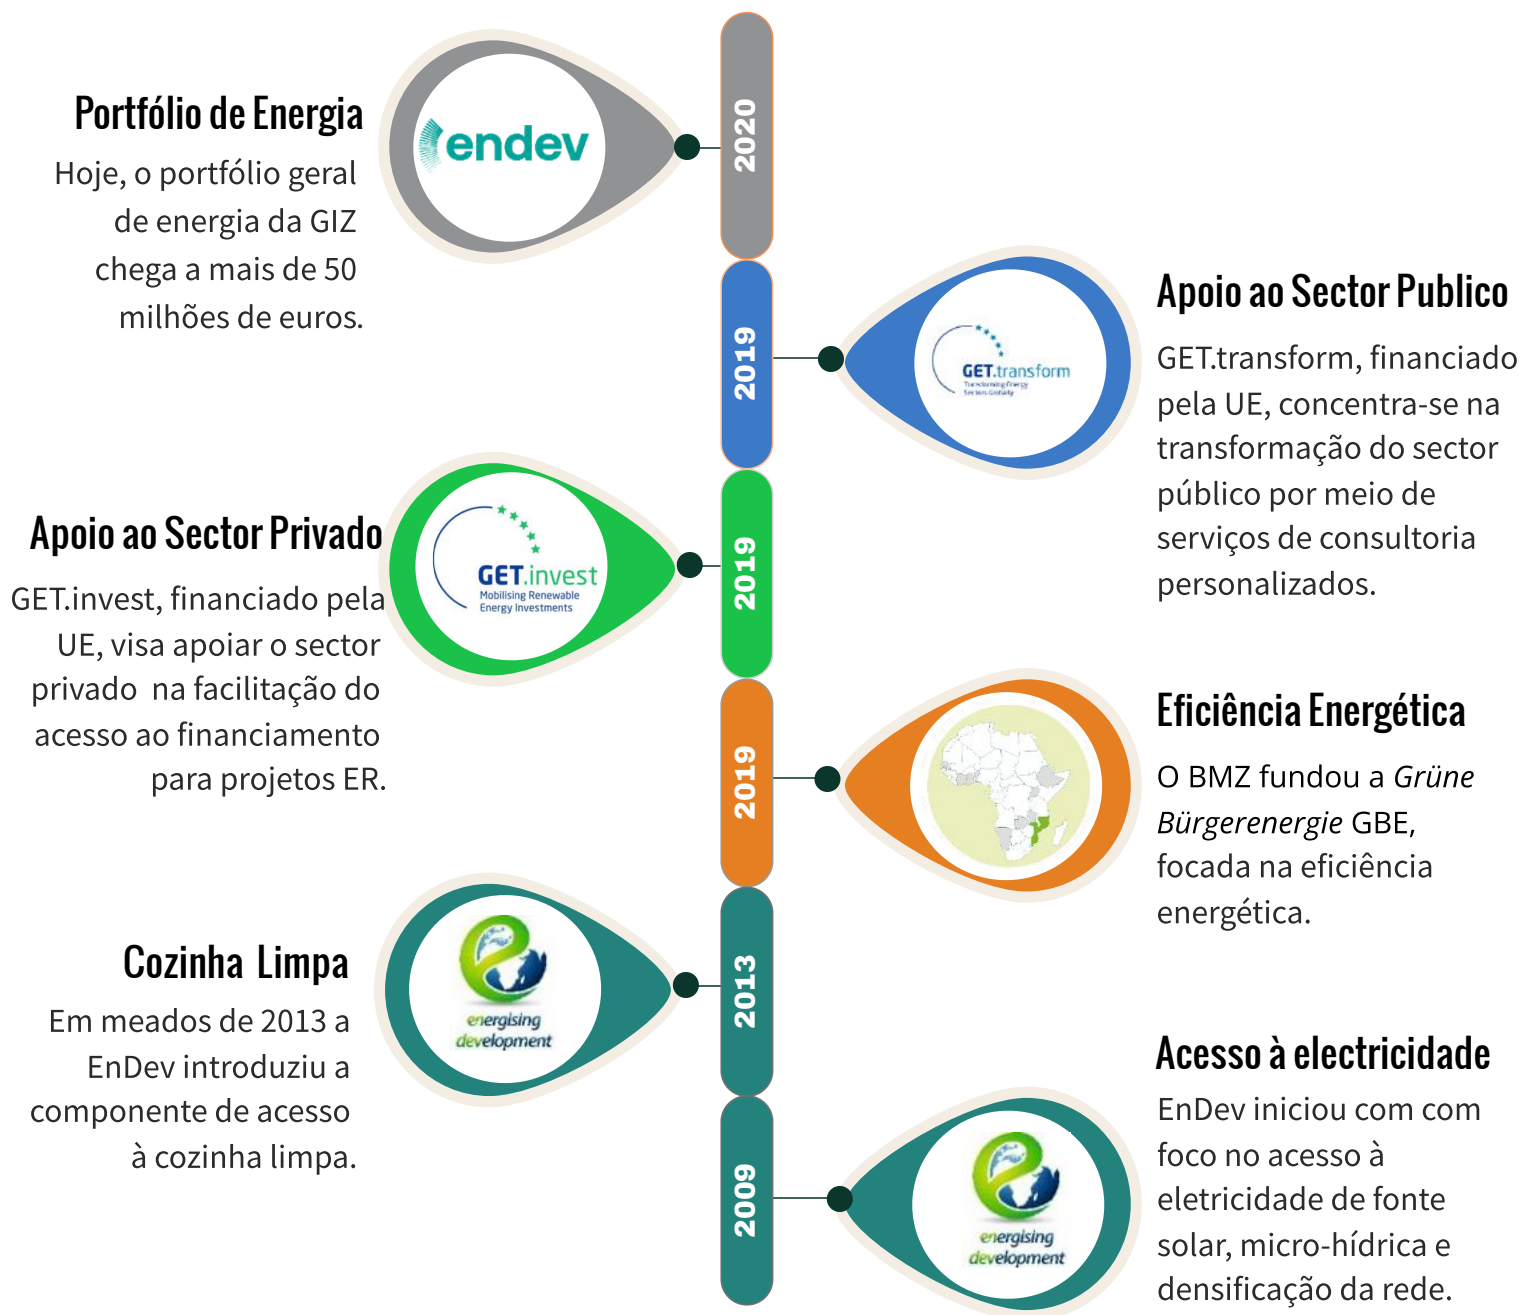 Portfólio de Energia
Hoje, o portfólio geral
de energia da GIZ
chega a mais de 50
milhões de euros.
endev
2020
2019
Apoio ao Sector Publico
GET.transform, financiado
pela UE, concentra-se na
transformação do sector
público por meio de
serviços de consultoria
personalizados.
GET.transform
Transforming Energy
Sectors Globally
Apoio ao Sector Privado
GET.invest, financiado pela
UE, visa apoiar o sector
privado  na facilitação do
acesso ao financiamento
para projetos ER.
GET.invest
Mobilising Renewable
Energy Investments
2019
2019
Eficiência Energética
O BMZ fundou a Grüne
Bürgerenergie GBE,
focada na eficiência
energética.
Cozinha  Limpa
Em meados de 2013 a
EnDev introduziu a
componente de acesso
à cozinha limpa.
energising
development
2013
2009
Acesso à electricidade
EnDev iniciou com com
foco no acesso à
eletricidade de fonte
solar, micro-hídrica e
densificação da rede.
energising
development